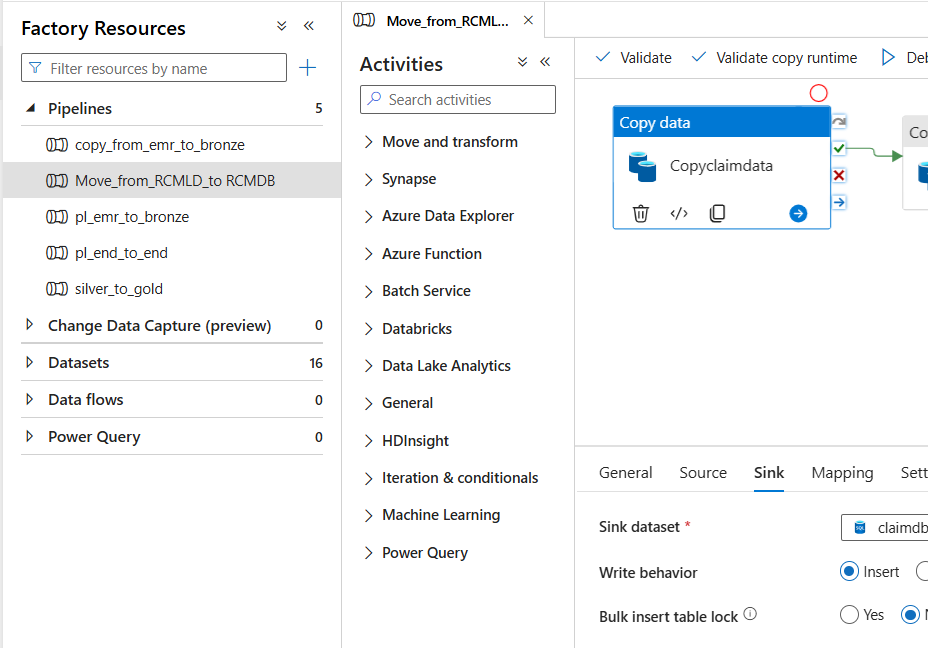 Factory Resources
Filter resources by name
Pipelines 5
copy_from_emr_to_bronze
Move_from_RCMLD_to RCMDB
pl_emr_to_bronze
pl_end_to_end
silver_to_gold
Change Data Capture (preview) 0
Datasets 16
Data flows 0
Power Query 0
Move_from_RCML...
Activities
Search activities
Move and transform
Synapse
Azure Data Explorer
Azure Function
Batch Service
Databricks
Data Lake Analytics
General
HDInsight
Iteration & conditionals
Machine Learning
Power Query
Validate Validate copy runtime Deb
Copy data
Copyclaimdata
Co
General Source Sink Mapping Sett
Sink dataset * claimdb
Write behavior Insert
Bulk insert table lock Yes